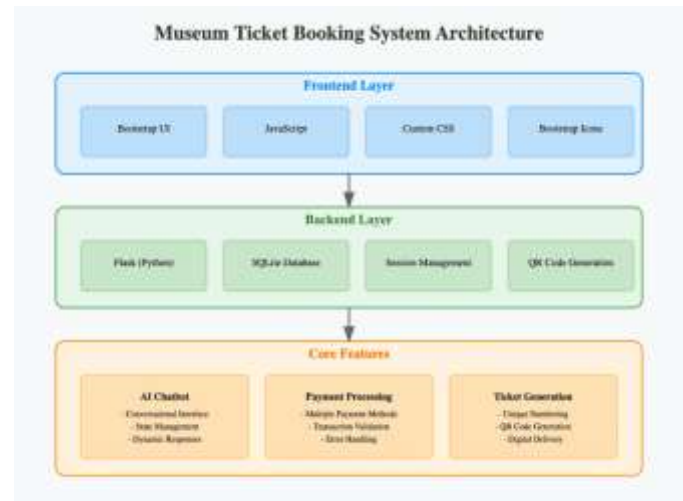 Museum Ticket Booking System Architecture
Frontend Layer
Bootstrap UI
JavaScript
Custom CSS
Bootstrap Icons
Backend Layer
Flask (Python)
SQLite Database
Session Management
QR Code Generation
Core Features
AI Chatbot
- Conversational Interface
- State Management
- Dynamic Responses
Payment Processing
- Multiple Payment Methods
- Transaction Validation
- Error Handling
Ticket Generation
- Unique Numbering
- QR Code Generation
- Digital Delivery